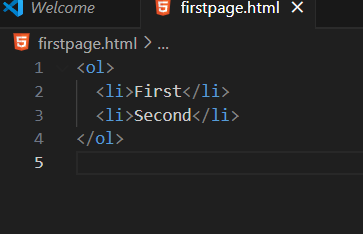 Welcome
firstpage.html
firstpage.html > ...
1 <ol>
2 <li>First</li>
3 <li>Second</li>
4 </ol>
5